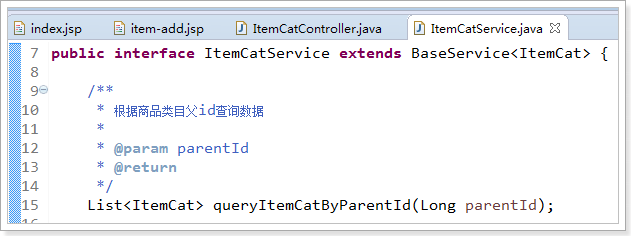 index.jsp item-add.jsp ItemCatController.java ItemCatService.java
7 public interface ItemCatService extends BaseService<ItemCat> {
8
9 /**
10 * 根据商品类目父id查询数据
11 *
12 * @param parentId
13 * @return
14 */
15 List<ItemCat> queryItemCatByParentId(Long parentId);